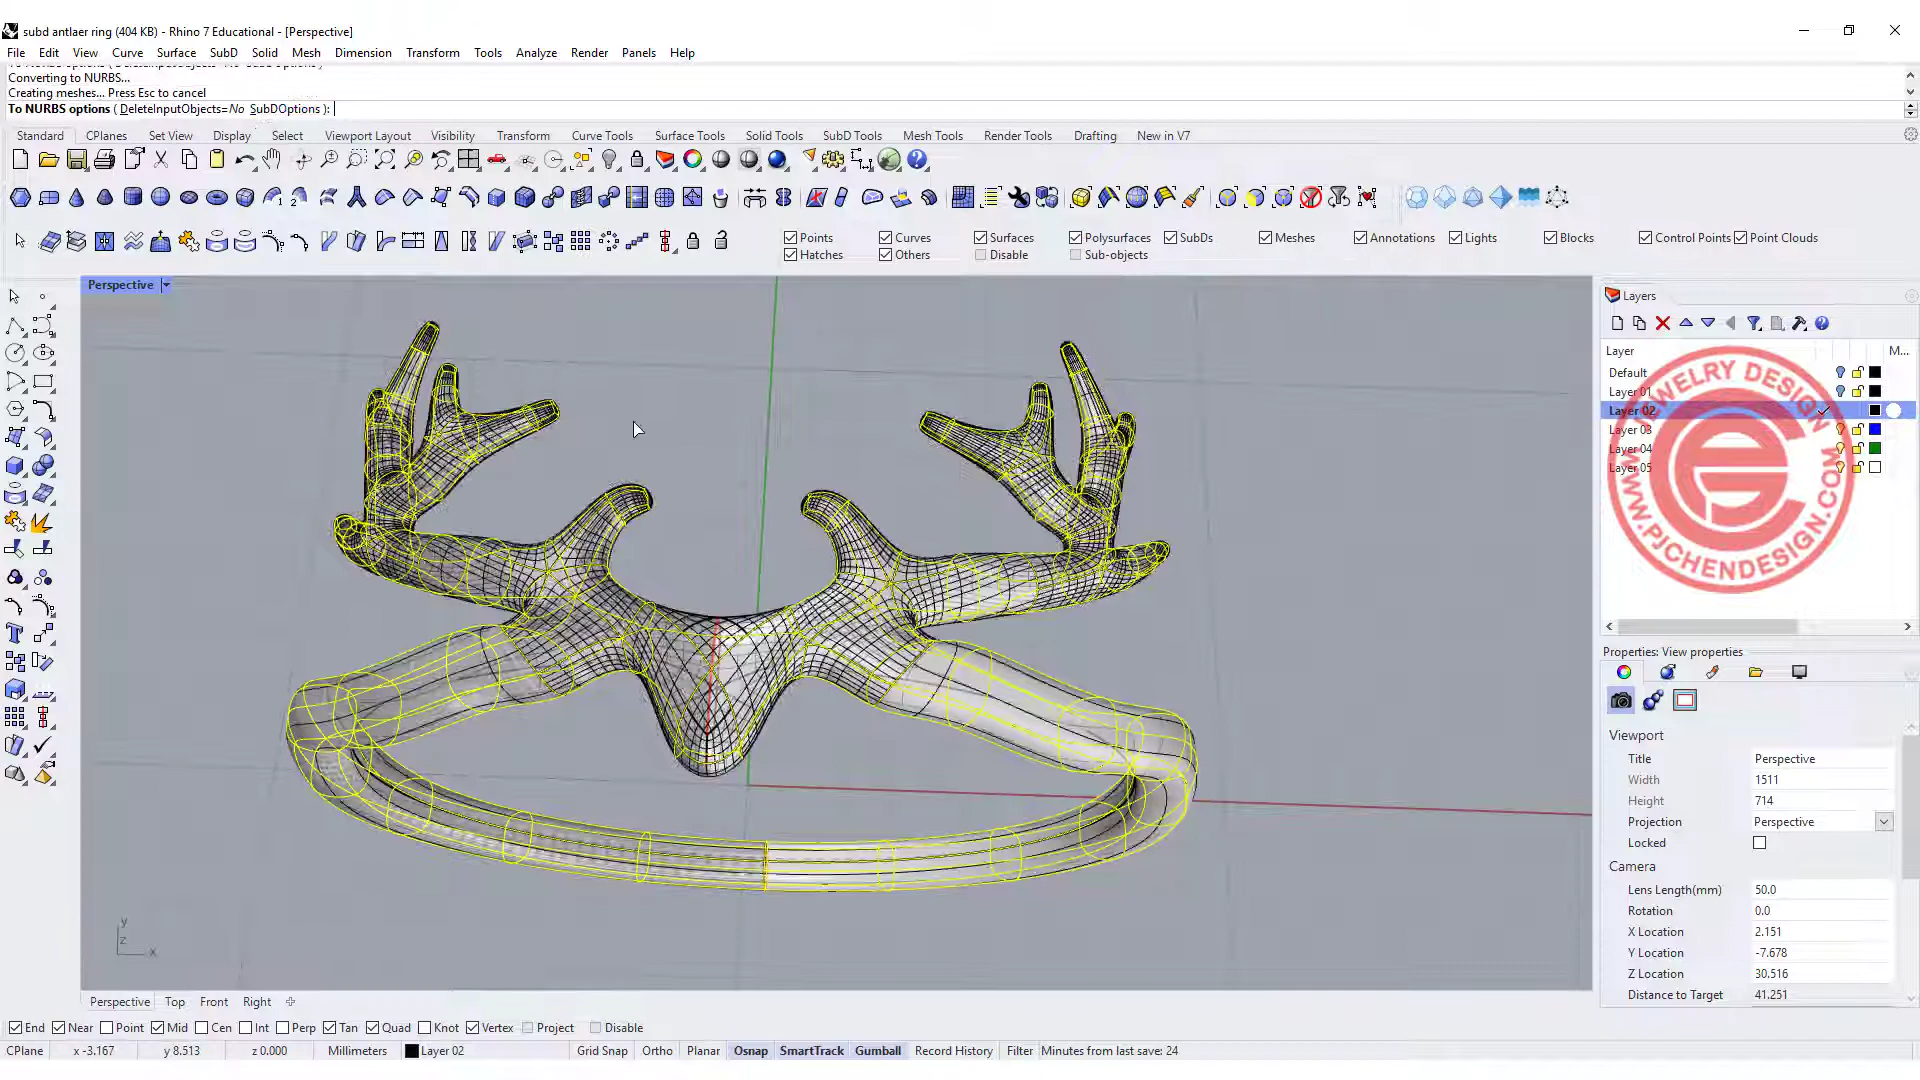 subd antlaer ring (404 KB) - Rhino 7 Educational - [Perspective]
File Edit View Curve Surface SubD Solid Mesh Dimension Transform Tools Analyze Render Panels Help
Converting to NURBS...
Creating meshes... Press Esc to cancel
To NURBS options ( DeleteInputObjects=No SubDOptions ):
Standard CPlanes Set View Display Select Viewport Layout Visibility Transform Curve Tools Surface Tools Solid Tools SubD Tools Mesh Tools Render Tools Drafting New in V7
Points Curves Surfaces Polysurfaces SubDs Meshes Annotations Lights Blocks Control Points Point Clouds
Hatches Others Disable Sub-objects
Perspective
Layers
Layer M...
Default
Layer 01
Layer 02
Layer 03
Layer 04
Layer 05
JEWELRY DESIGN
WWW.PJCHENDESIGN.COM
Properties: View properties
Viewport
Title Perspective
Width 1511
Height 714
Projection Perspective
Locked
Camera
Lens Length(mm) 50.0
Rotation 0.0
X Location 2.151
Y Location -7.678
Z Location 30.516
Distance to Target 41.251
y
z
x
Perspective Top Front Right
End Near Point Mid Cen Int Perp Tan Quad Knot Vertex Project Disable
CPlane x -3.167 y 8.513 z 0.000 Millimeters Layer 02 Grid Snap Ortho Planar Osnap SmartTrack Gumball Record History Filter Minutes from last save: 24